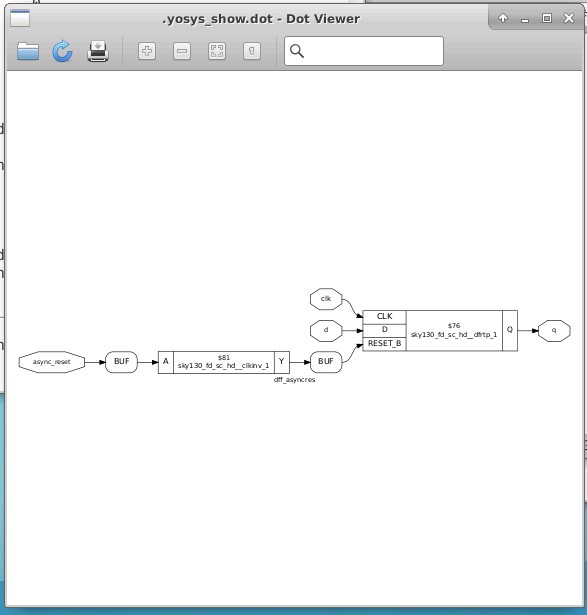 .yosys_show.dot - Dot Viewer
clk
d
CLK
D
RESET_B
$76
sky130_fd_sc_hd__dfrtp_1
Q
q
async_reset
BUF
A
$81
sky130_fd_sc_hd__clkinv_1
Y
BUF
dff_asyncres